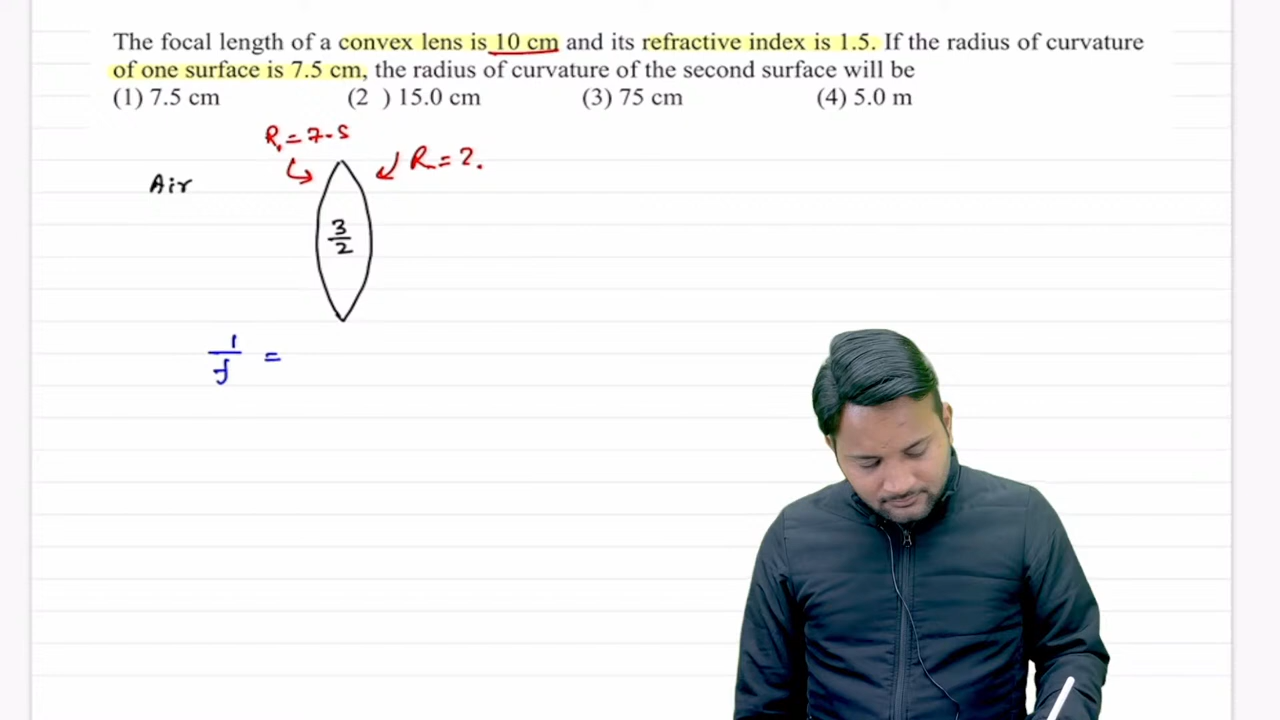 The focal length of a convex lens is 10 cm and its refractive index is 1.5. If the radius of curvature
of one surface is 7.5 cm, the radius of curvature of the second surface will be
(1) 7.5 cm (2 ) 15.0 cm (3) 75 cm (4) 5.0 m
R₁ = 7.5
R = ?.
Air
3/2
1/f =